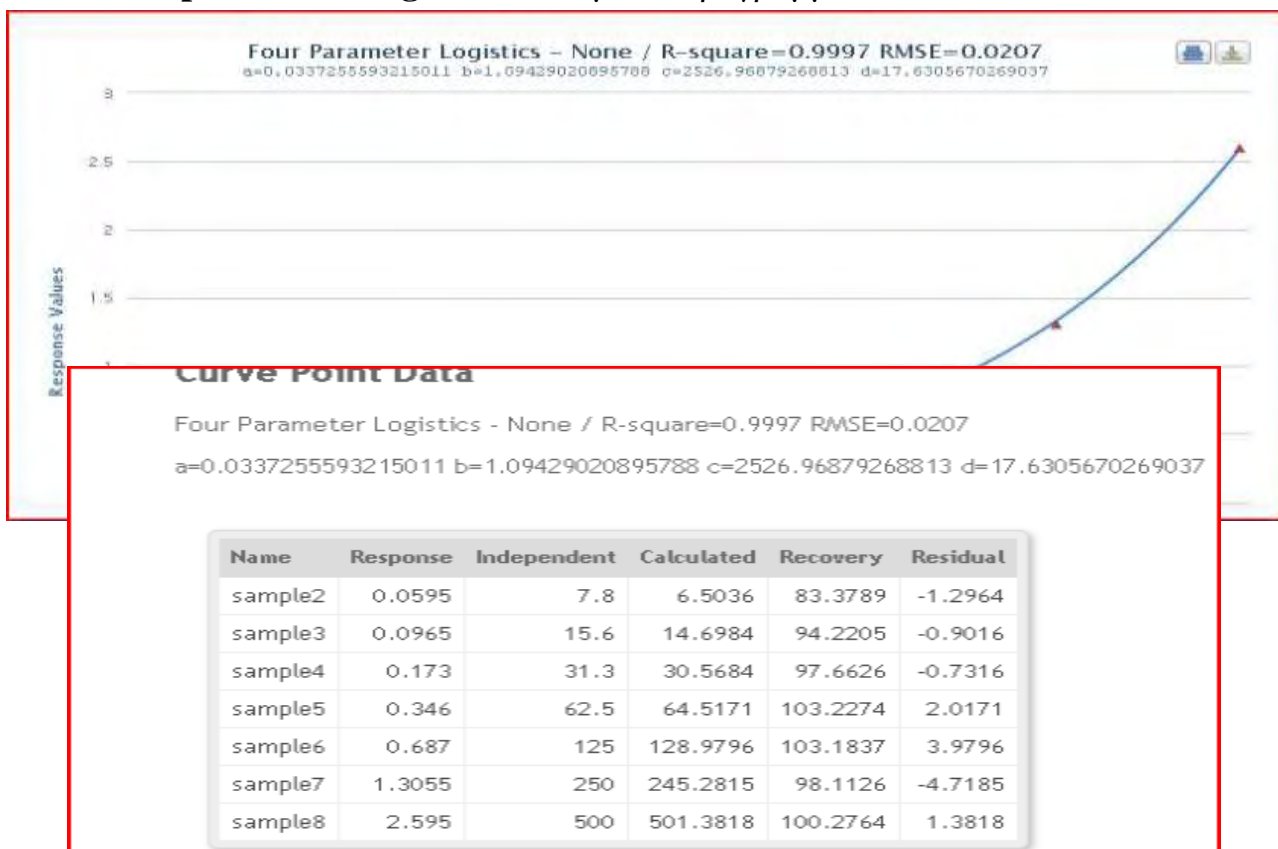 Four Parameter Logistics - None / R-square=0.9997 RMSE=0.0207
a=0.0337255593215011 b=1.09429020895788 c=2526.96879268813 d=17.6305670269037
3
2.5
2
1.5
Response Values
Curve Point Data
Four Parameter Logistics - None / R-square=0.9997 RMSE=0.0207
a=0.0337255593215011 b=1.09429020895788 c=2526.96879268813 d=17.6305670269037
Name Response Independent Calculated Recovery Residual
sample2 0.0595 7.8 6.5036 83.3789 -1.2964
sample3 0.0965 15.6 14.6984 94.2205 -0.9016
sample4 0.173 31.3 30.5684 97.6626 -0.7316
sample5 0.346 62.5 64.5171 103.2274 2.0171
sample6 0.687 125 128.9796 103.1837 3.9796
sample7 1.3055 250 245.2815 98.1126 -4.7185
sample8 2.595 500 501.3818 100.2764 1.3818